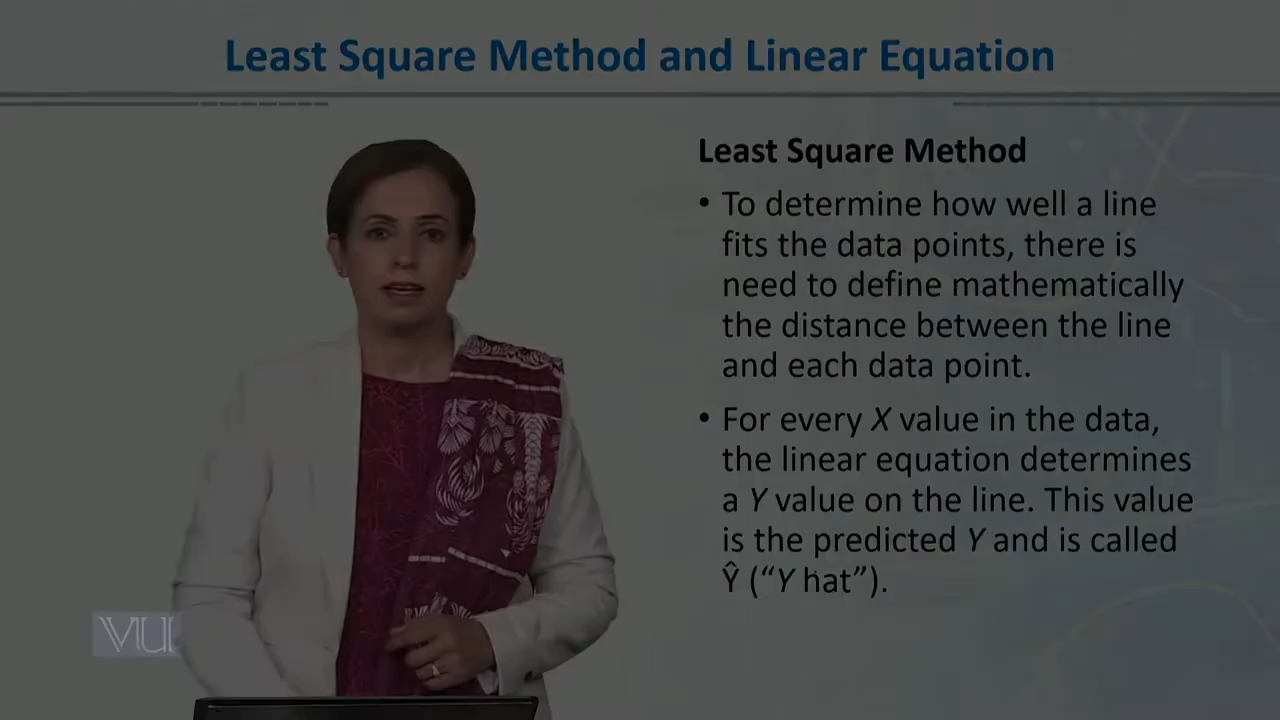 Least Square Method and Linear Equation
Least Square Method
• To determine how well a line
fits the data points, there is
need to define mathematically
the distance between the line
and each data point.
• For every X value in the data,
the linear equation determines
a Y value on the line. This value
is the predicted Y and is called
Ŷ (“Y hat”).
VU